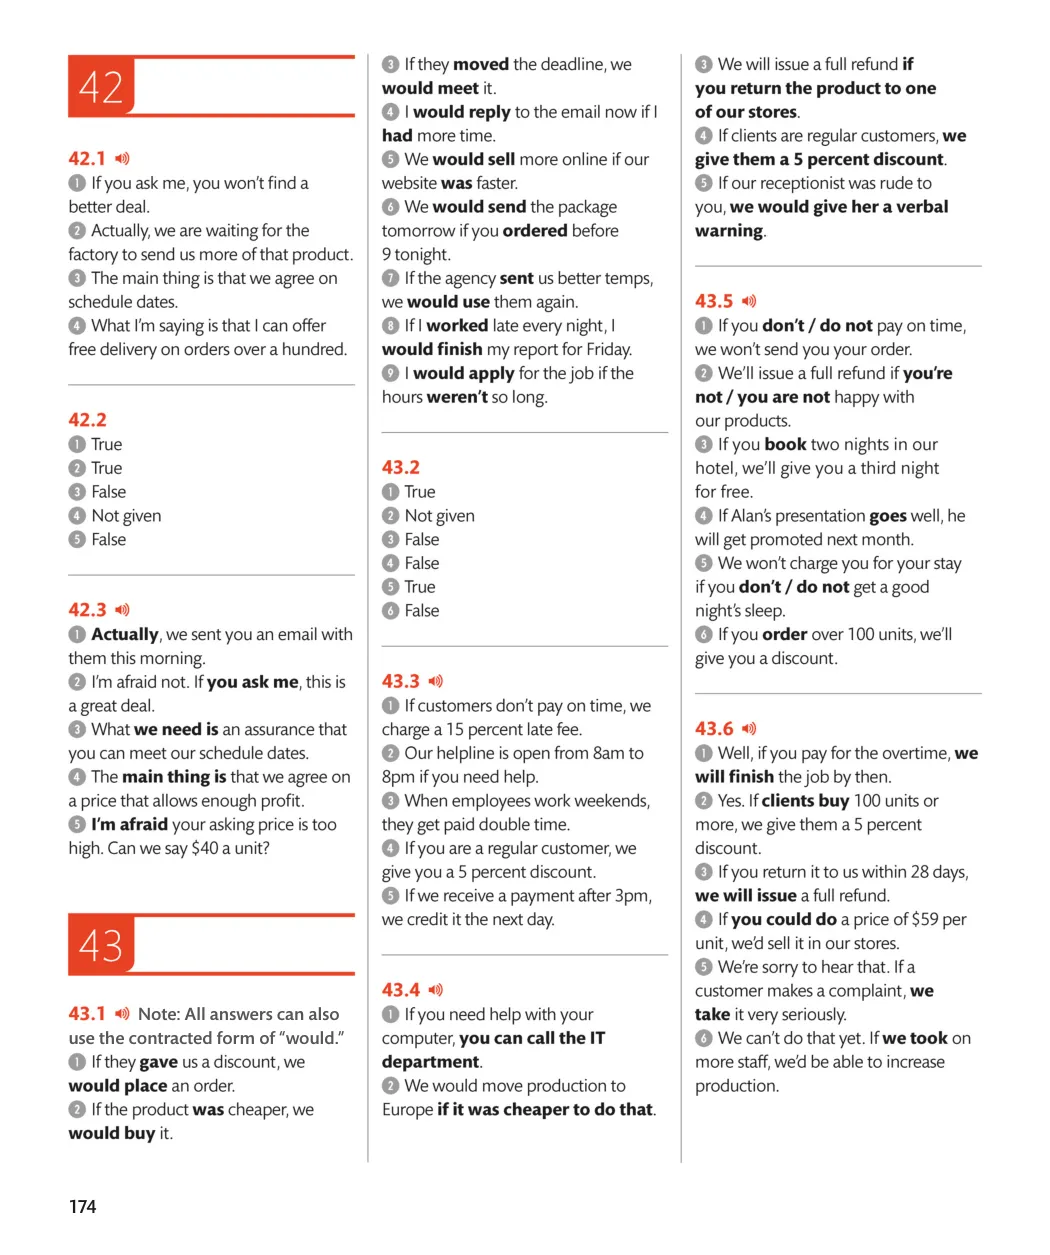 42
42.1
1 If you ask me, you won't find a
better deal.
2 Actually, we are waiting for the
factory to send us more of that product.
3 The main thing is that we agree on
schedule dates.
4 What I'm saying is that I can offer
free delivery on orders over a hundred.
42.2
1 True
2 True
3 False
4 Not given
5 False
42.3
1 Actually, we sent you an email with
them this morning.
2 I'm afraid not. If you ask me, this is
a great deal.
3 What we need is an assurance that
you can meet our schedule dates.
4 The main thing is that we agree on
a price that allows enough profit.
5 I'm afraid your asking price is too
high. Can we say $40 a unit?
43
43.1 Note: All answers can also
use the contracted form of “would.”
1 If they gave us a discount, we
would place an order.
2 If the product was cheaper, we
would buy it.
3 If they moved the deadline, we
would meet it.
4 I would reply to the email now if I
had more time.
5 We would sell more online if our
website was faster.
6 We would send the package
tomorrow if you ordered before
9 tonight.
7 If the agency sent us better temps,
we would use them again.
8 If I worked late every night, I
would finish my report for Friday.
9 I would apply for the job if the
hours weren't so long.
43.2
1 True
2 Not given
3 False
4 False
5 True
6 False
43.3
1 If customers don't pay on time, we
charge a 15 percent late fee.
2 Our helpline is open from 8am to
8pm if you need help.
3 When employees work weekends,
they get paid double time.
4 If you are a regular customer, we
give you a 5 percent discount.
5 If we receive a payment after 3pm,
we credit it the next day.
43.4
1 If you need help with your
computer, you can call the IT
department.
2 We would move production to
Europe if it was cheaper to do that.
3 We will issue a full refund if
you return the product to one
of our stores.
4 If clients are regular customers, we
give them a 5 percent discount.
5 If our receptionist was rude to
you, we would give her a verbal
warning.
43.5
1 If you don't / do not pay on time,
we won't send you your order.
2 We'll issue a full refund if you're
not / you are not happy with
our products.
3 If you book two nights in our
hotel, we'll give you a third night
for free.
4 If Alan's presentation goes well, he
will get promoted next month.
5 We won't charge you for your stay
if you don't / do not get a good
night's sleep.
6 If you order over 100 units, we'll
give you a discount.
43.6
1 Well, if you pay for the overtime, we
will finish the job by then.
2 Yes. If clients buy 100 units or
more, we give them a 5 percent
discount.
3 If you return it to us within 28 days,
we will issue a full refund.
4 If you could do a price of $59 per
unit, we'd sell it in our stores.
5 We're sorry to hear that. If a
customer makes a complaint, we
take it very seriously.
6 We can't do that yet. If we took on
more staff, we'd be able to increase
production.
174